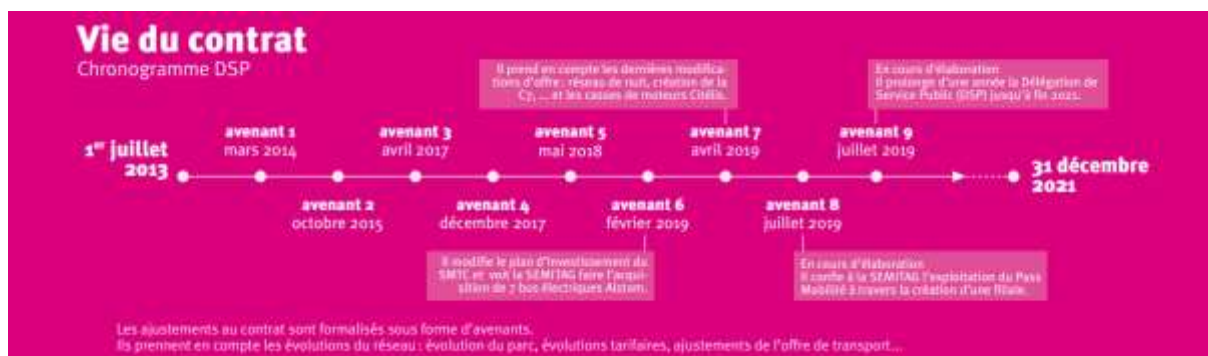 Vie du contrat
Chronogramme DSP
Il prend en compte les dernières modifica-
tions d'offre : réseau de nuit, création de la
C7, ... et les casses de moteurs Citélis.
En cours d'élaboration
Il prolonge d'une année la Délégation de
Service Public (DSP) jusqu'à fin 2021.
1er juillet
2013
avenant 1
mars 2014
avenant 3
avril 2017
avenant 5
mai 2018
avenant 7
avril 2019
avenant 9
juillet 2019
31 décembre
2021
avenant 2
octobre 2015
avenant 4
décembre 2017
avenant 6
février 2019
avenant 8
juillet 2019
Il modifie le plan d'investissement du
SMTC et voit la SEMITAG faire l'acqui-
sition de 7 bus électriques Alstom.
En cours d'élaboration
Il confie à la SEMITAG l'exploitation du Pass
Mobilité à travers la création d'une filiale.
Les ajustements au contrat sont formalisés sous forme d'avenants.
Ils prennent en compte les évolutions du réseau : évolution du parc, évolutions tarifaires, ajustements de l'offre de transport...